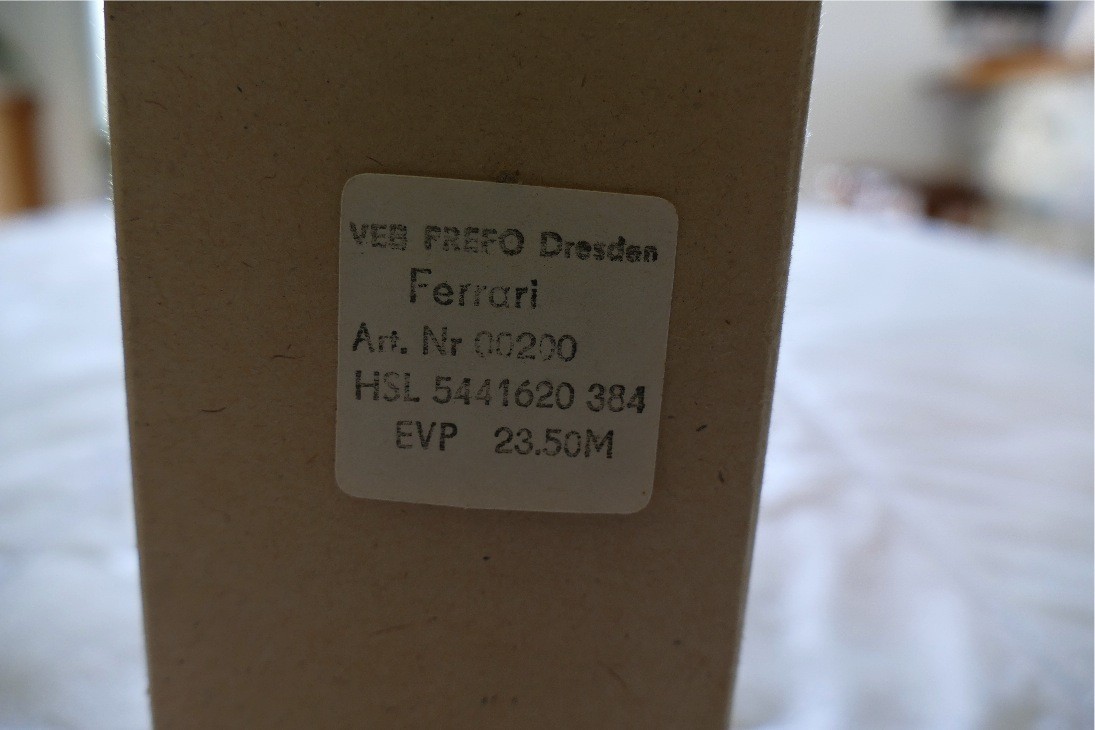 VEB FREFO Dresden
Ferrari
Art. Nr 00200
HSL 5441620 384
EVP 23.50M